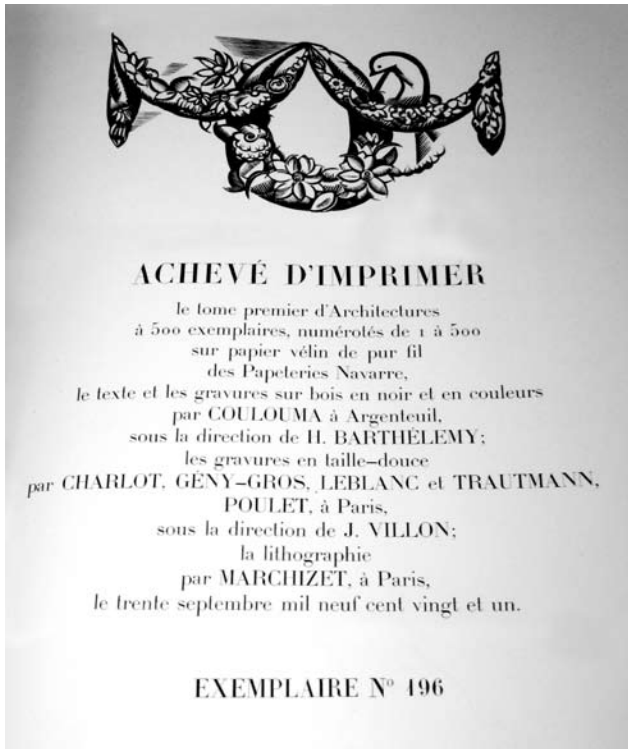 ACHEVÉ D'IMPRIMER
le tome premier d'Architectures
à 500 exemplaires, numérotés de 1 à 500
sur papier vélin de pur fil
des Papeteries Navarre,
le texte et les gravures sur bois en noir et en couleurs
par COULOUMA à Argenteuil,
sous la direction de H. BARTHÉLEMY;
les gravures en taille-douce
par CHARLOT, GÉNY-GROS, LEBLANC et TRAUTMANN,
POULET, à Paris,
sous la direction de J. VILLON;
la lithographie
par MARCHIZET, à Paris,
le trente septembre mil neuf cent vingt et un.
EXEMPLAIRE Nº 196